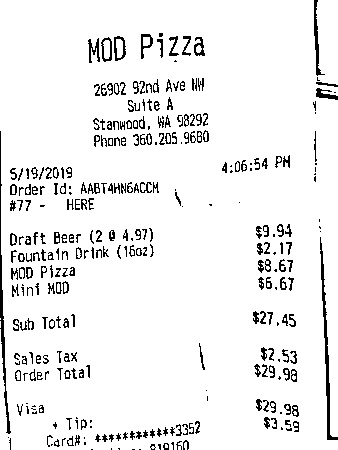 MOD Pizza
26902 92nd Ave NW
Suite A
Stanwood, WA 98292
Phone 360.205.9680
5/19/2019 4:06:54 PM
Order Id: AABT4HN6ACCM
#77 - HERE
Draft Beer (2 @ 4.97) $9.94
Fountain Drink (16oz) $2.17
MOD Pizza $8.67
Mini MOD $6.67
Sub Total $27.45
Sales Tax $2.53
Order Total $29.98
Visa $29.98
+ Tip: $3.59
Card#: ************3352